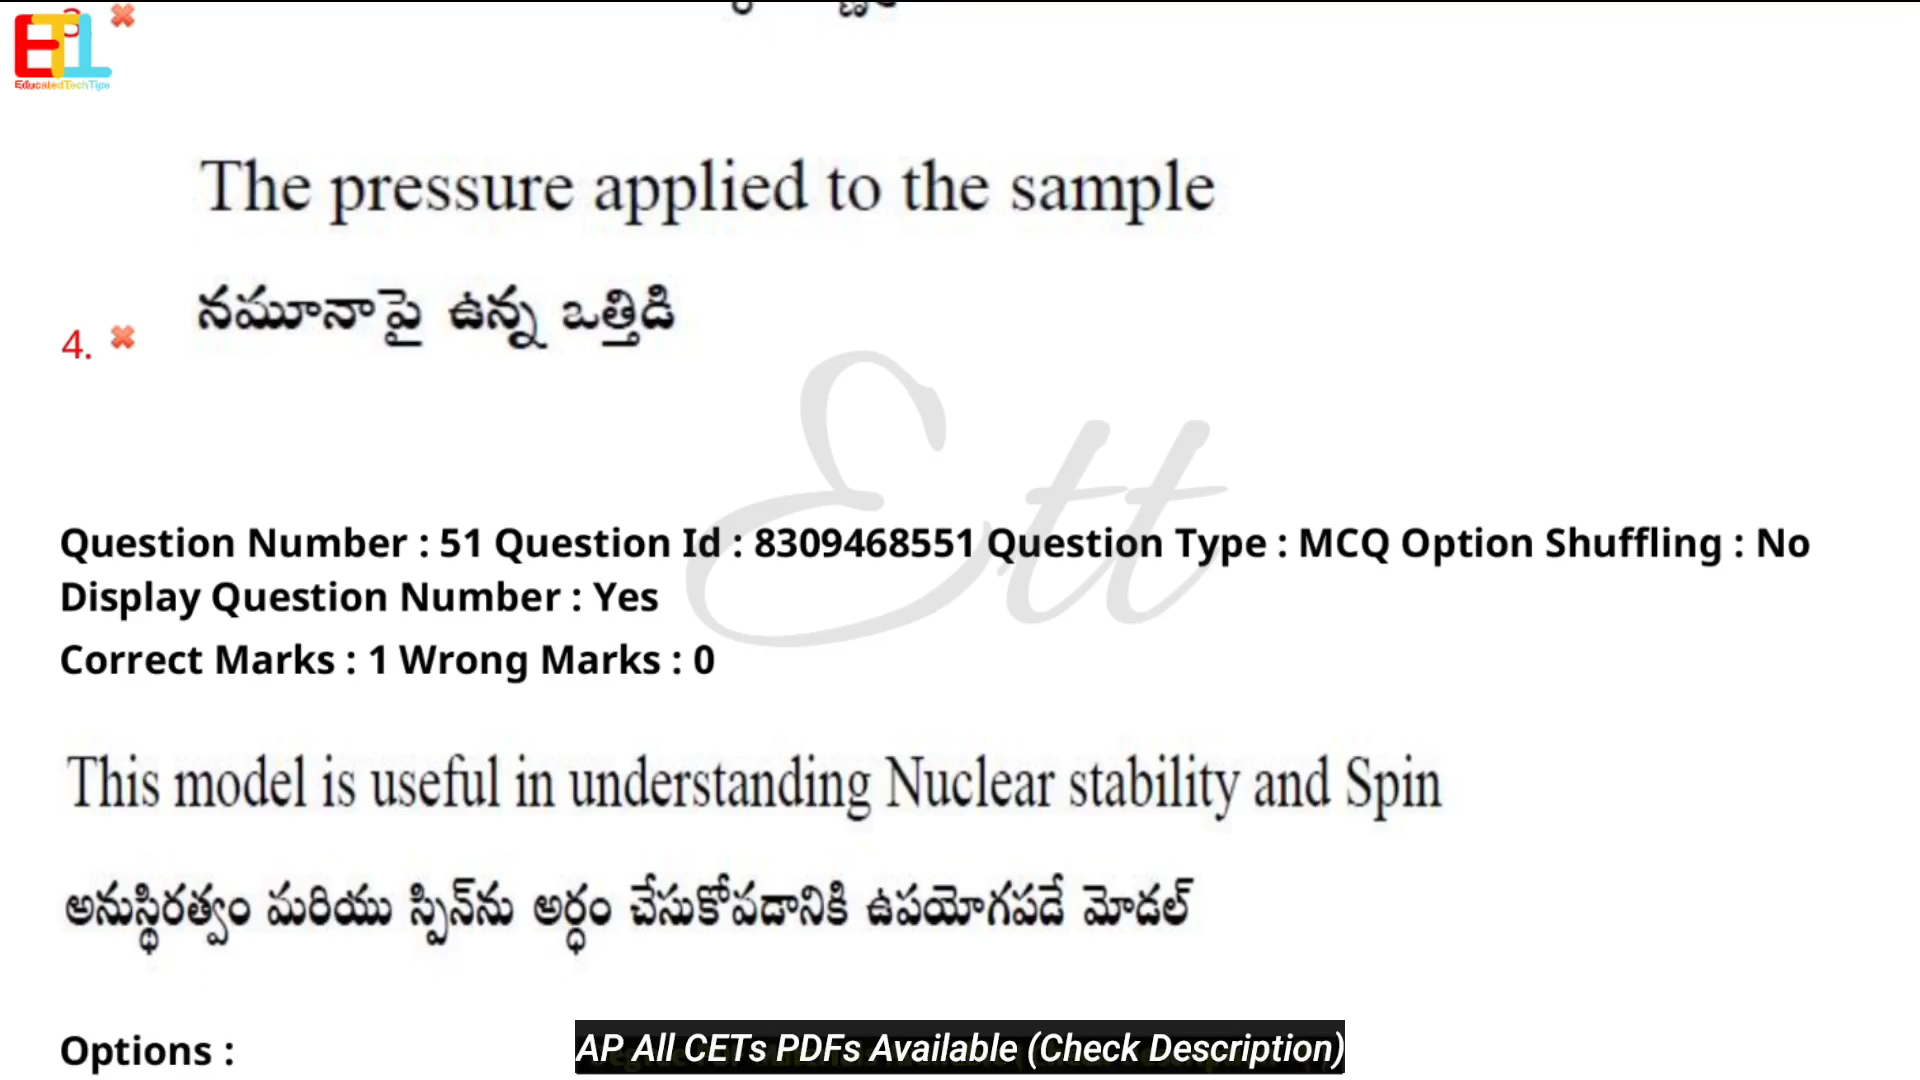 EducatedTechTips
The pressure applied to the sample
నమూనాపై ఉన్న ఒత్తిడి
4.
Ett
Question Number : 51 Question Id : 8309468551 Question Type : MCQ Option Shuffling : No
Display Question Number : Yes
Correct Marks : 1 Wrong Marks : 0
This model is useful in understanding Nuclear stability and Spin
అనుస్థిరత్వం మరియు స్పిన్‌ను అర్ధం చేసుకోపడానికి ఉపయోగపడే మోడల్
Options :
AP All CETs PDFs Available (Check Description)